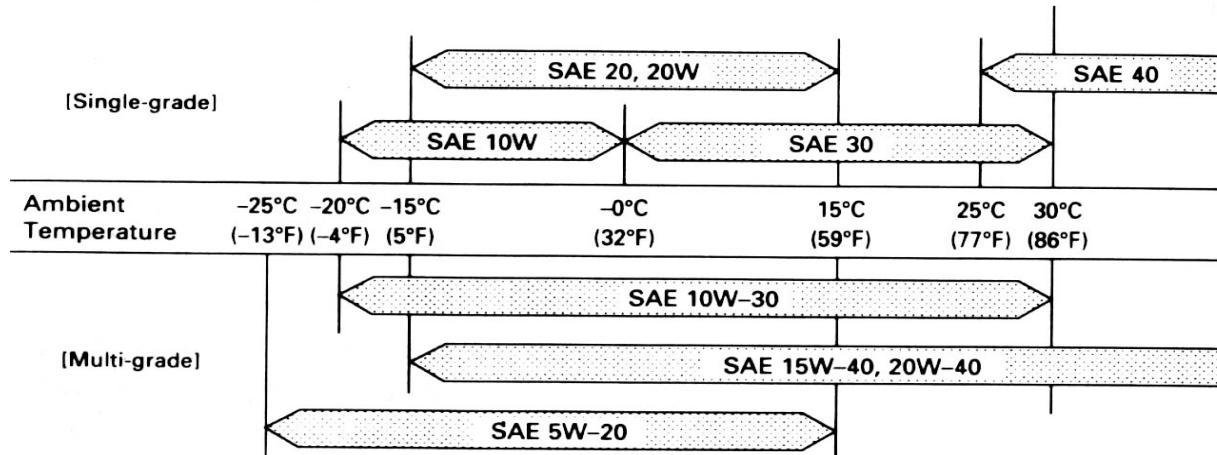 SAE 20, 20W
SAE 40
[Single-grade]
SAE 10W
SAE 30
Ambient Temperature
–25°C –20°C –15°C –0°C 15°C 25°C 30°C
(–13°F) (–4°F) (5°F) (32°F) (59°F) (77°F) (86°F)
SAE 10W–30
[Multi-grade]
SAE 15W–40, 20W–40
SAE 5W–20